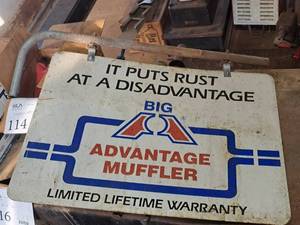 IT PUTS RUST
AT A DISADVANTAGE
BIG
A
ADVANTAGE
MUFFLER
LIMITED LIFETIME WARRANTY
114
16